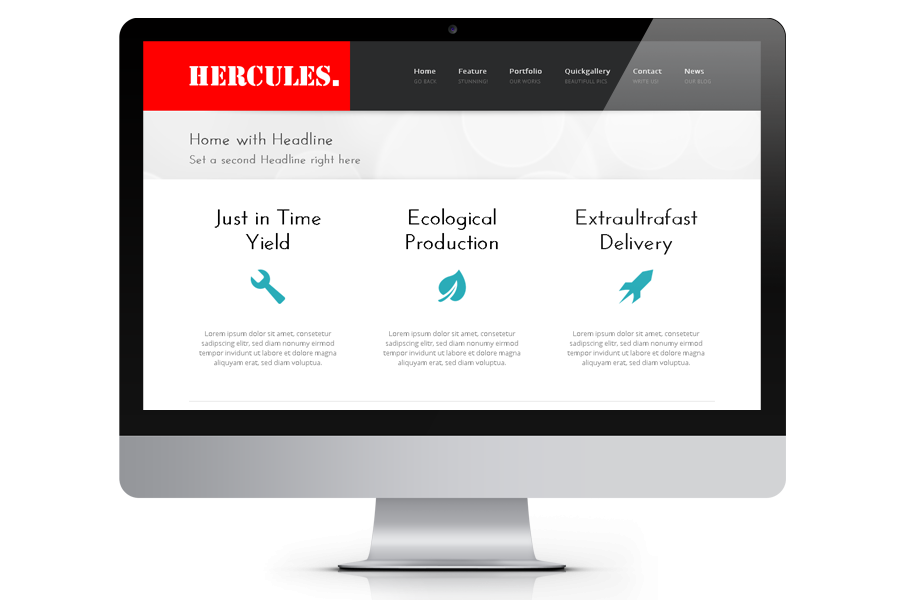 HERCULES.
Home Feature Portfolio Quickgallery Contact News
GO BACK STUNNING! OUR WORKS BEAUTIFULL PICS WRITE US! OUR BLOG
Home with Headline
Set a second Headline right here
Just in Time
Yield
Ecological
Production
Extraultrafast
Delivery
Lorem ipsum dolor sit amet, consetetur
sadipscing elitr, sed diam nonumy eirmod
tempor invidunt ut labore et dolore magna
aliquyam erat, sed diam voluptua.
Lorem ipsum dolor sit amet, consetetur
sadipscing elitr, sed diam nonumy eirmod
tempor invidunt ut labore et dolore magna
aliquyam erat, sed diam voluptua.
Lorem ipsum dolor sit amet, consetetur
sadipscing elitr, sed diam nonumy eirmod
tempor invidunt ut labore et dolore magna
aliquyam erat, sed diam voluptua.